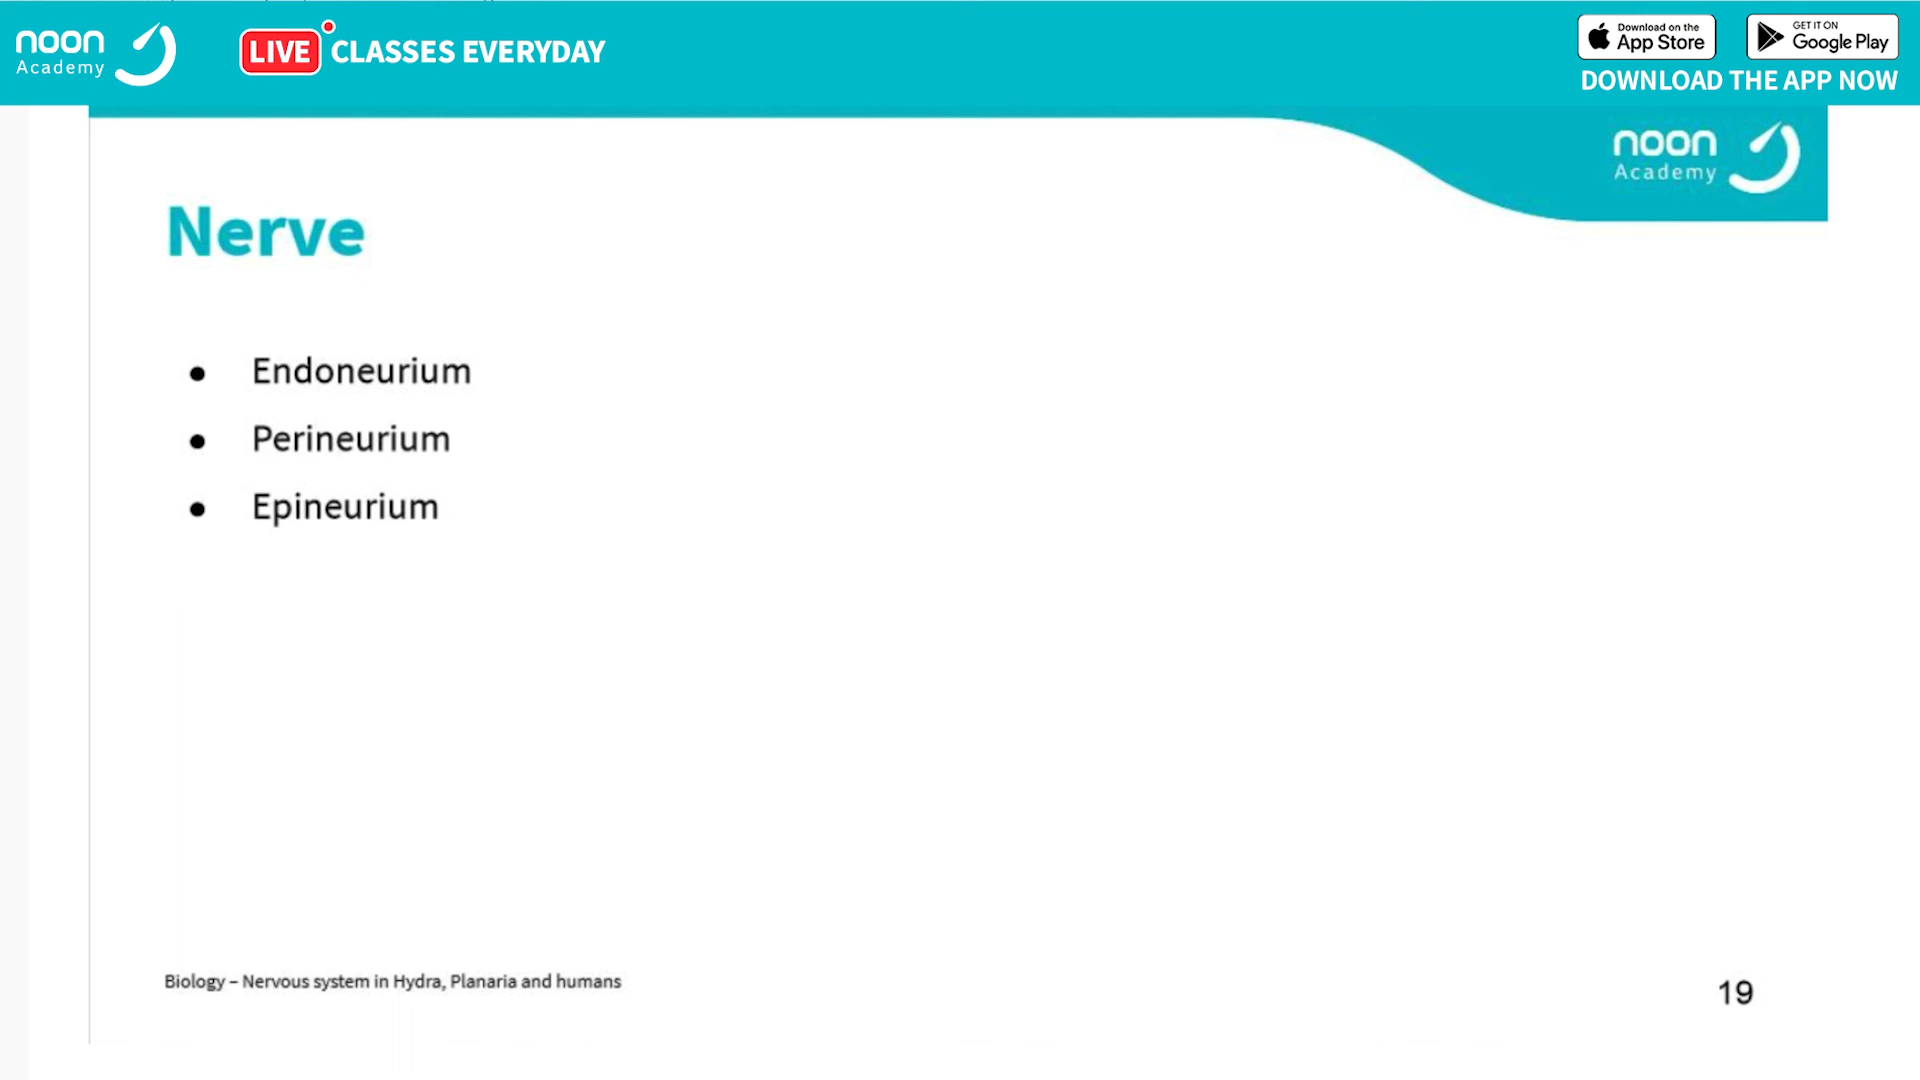 noon
Academy
LIVE CLASSES EVERYDAY
Download on the
App Store
GET IT ON
Google Play
DOWNLOAD THE APP NOW
noon
Academy
Nerve
● Endoneurium
● Perineurium
● Epineurium
Biology – Nervous system in Hydra, Planaria and humans
19